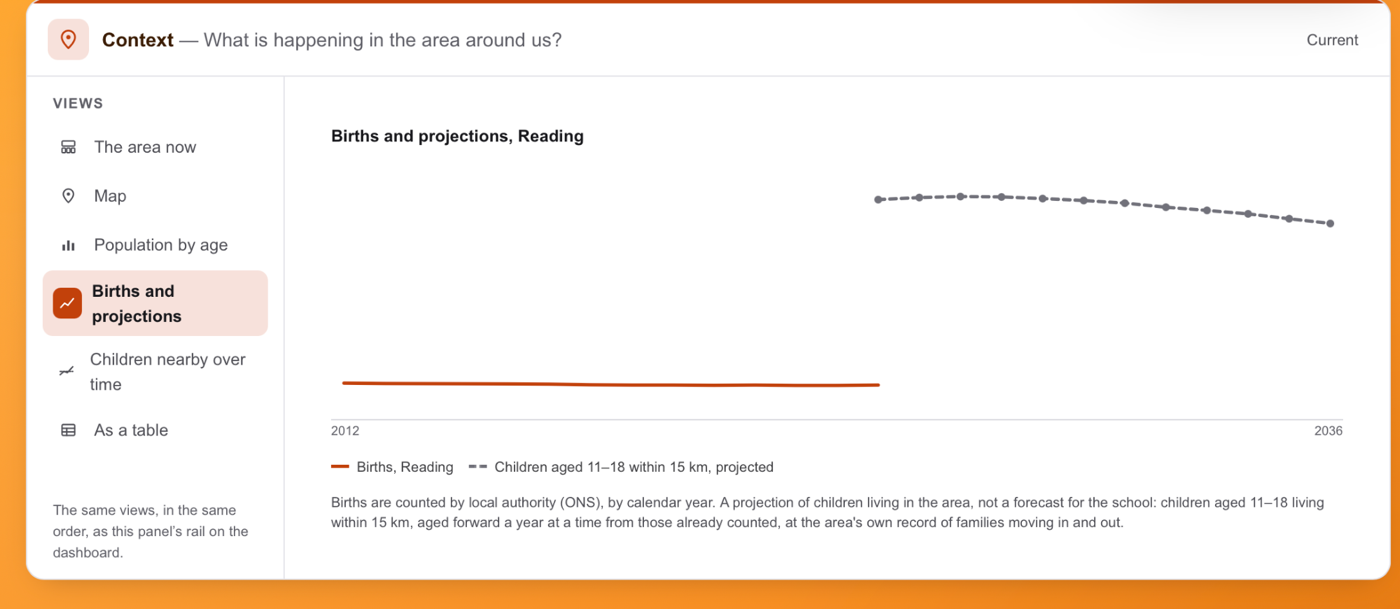 Context — What is happening in the area around us?
Current
VIEWS
The area now
Map
Population by age
Births and
projections
Children nearby over
time
As a table
The same views, in the same
order, as this panel's rail on the
dashboard.
Births and projections, Reading
2012
2036
Births, Reading
Children aged 11–18 within 15 km, projected
Births are counted by local authority (ONS), by calendar year. A projection of children living in the area, not a forecast for the school: children aged 11–18 living
within 15 km, aged forward a year at a time from those already counted, at the area's own record of families moving in and out.